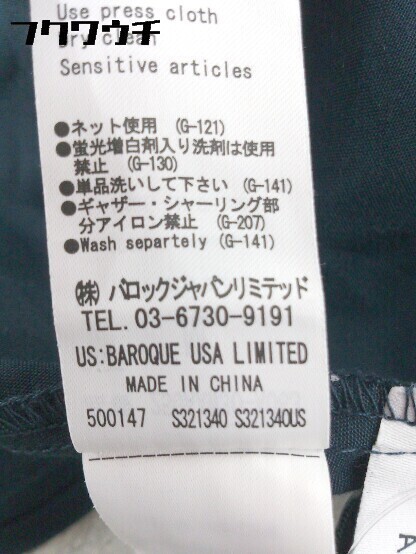 フクワウチ
Use press cloth
Dry clean
Sensitive articles
●ネット使用 (G-121)
●蛍光増白剤入り洗剤は使用
禁止 (G-130)
●単品洗いして下さい (G-141)
●ギャザー・シャーリング部
分アイロン禁止 (G-207)
●Wash separtely (G-141)
㈱ バロックジャパンリミテッド
TEL. 03-6730-9191
US: BAROQUE USA LIMITED
MADE IN CHINA
500147 S321340 S321340US